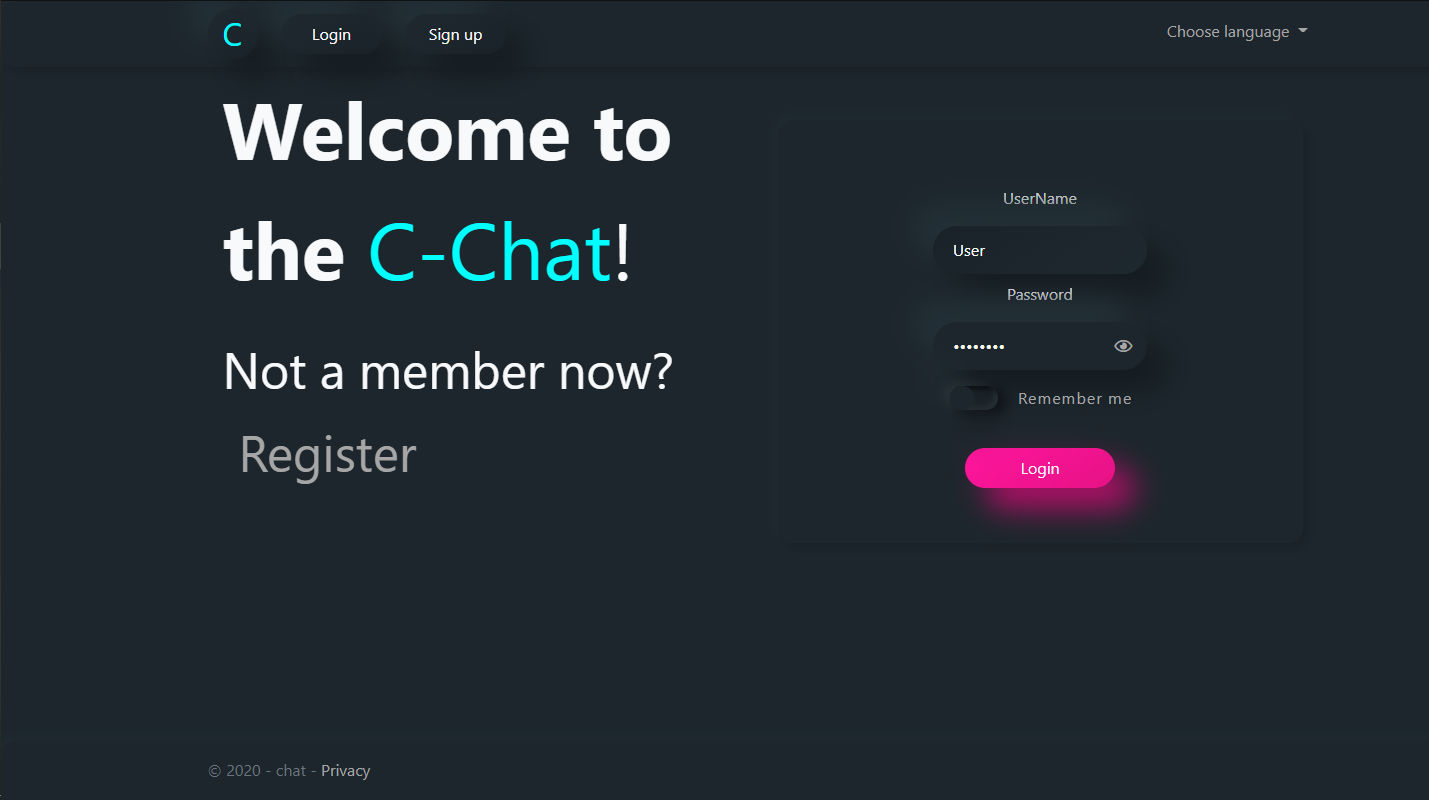 C
Login
Sign up
Choose language
Welcome to
the C-Chat!
Not a member now?
Register
UserName
User
Password
••••••••
Remember me
Login
© 2020 - chat - Privacy